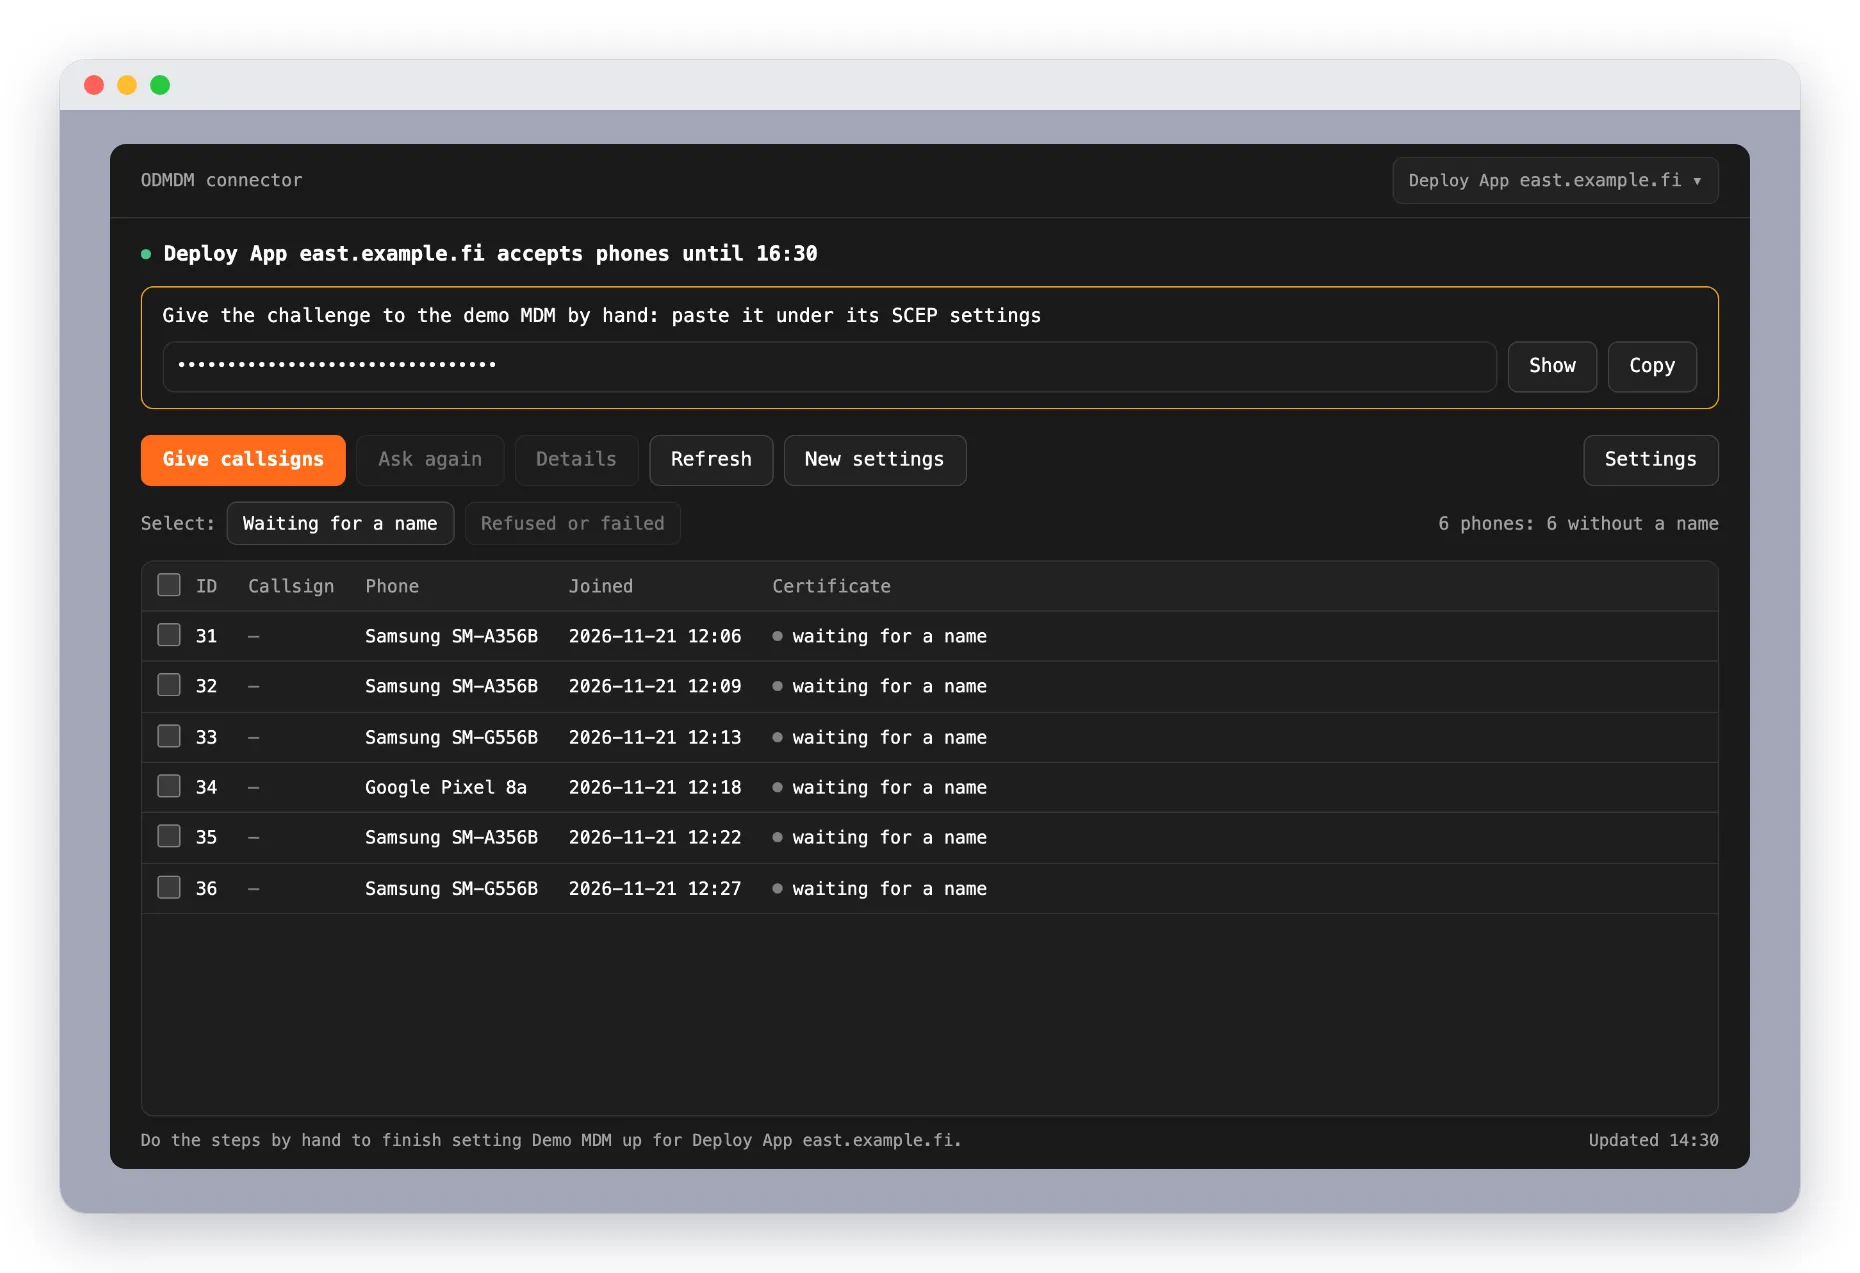 ODMDM connector
Deploy App east.example.fi ▾
Deploy App east.example.fi accepts phones until 16:30
Give the challenge to the demo MDM by hand: paste it under its SCEP settings
••••••••••••••••••••••••••••••••
Show
Copy
Give callsigns
Ask again
Details
Refresh
New settings
Settings
Select:
Waiting for a name
Refused or failed
6 phones: 6 without a name
ID Callsign Phone Joined Certificate
31 — Samsung SM-A356B 2026-11-21 12:06 waiting for a name
32 — Samsung SM-A356B 2026-11-21 12:09 waiting for a name
33 — Samsung SM-G556B 2026-11-21 12:13 waiting for a name
34 — Google Pixel 8a 2026-11-21 12:18 waiting for a name
35 — Samsung SM-A356B 2026-11-21 12:22 waiting for a name
36 — Samsung SM-G556B 2026-11-21 12:27 waiting for a name
Do the steps by hand to finish setting Demo MDM up for Deploy App east.example.fi.
Updated 14:30